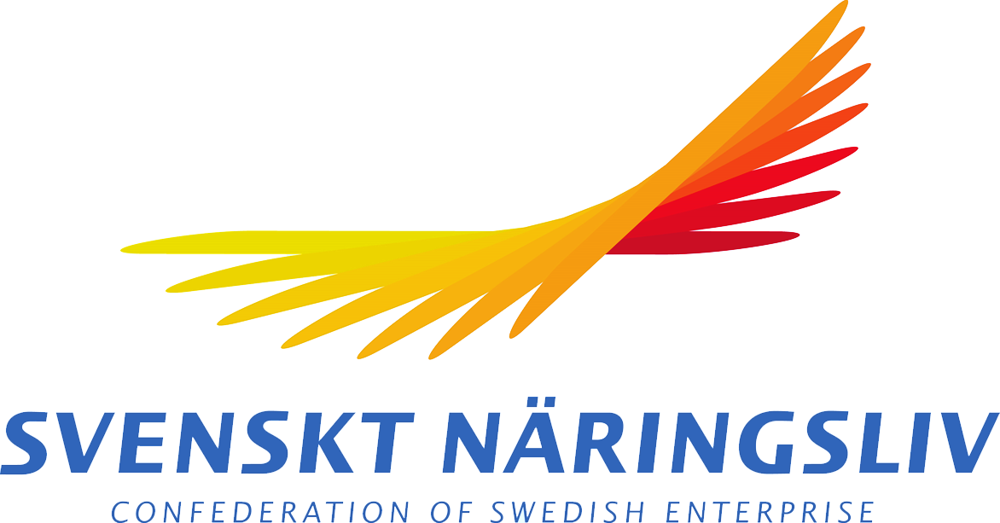 SVENSKT NÄRINGSLIV
CONFEDERATION OF SWEDISH ENTERPRISE